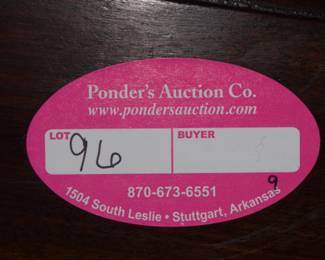 Ponder's Auction Co.
www.pondersauction.com
LOT BUYER
96
870-673-6551
1504 South Leslie • Stuttgart, Arkansas
9